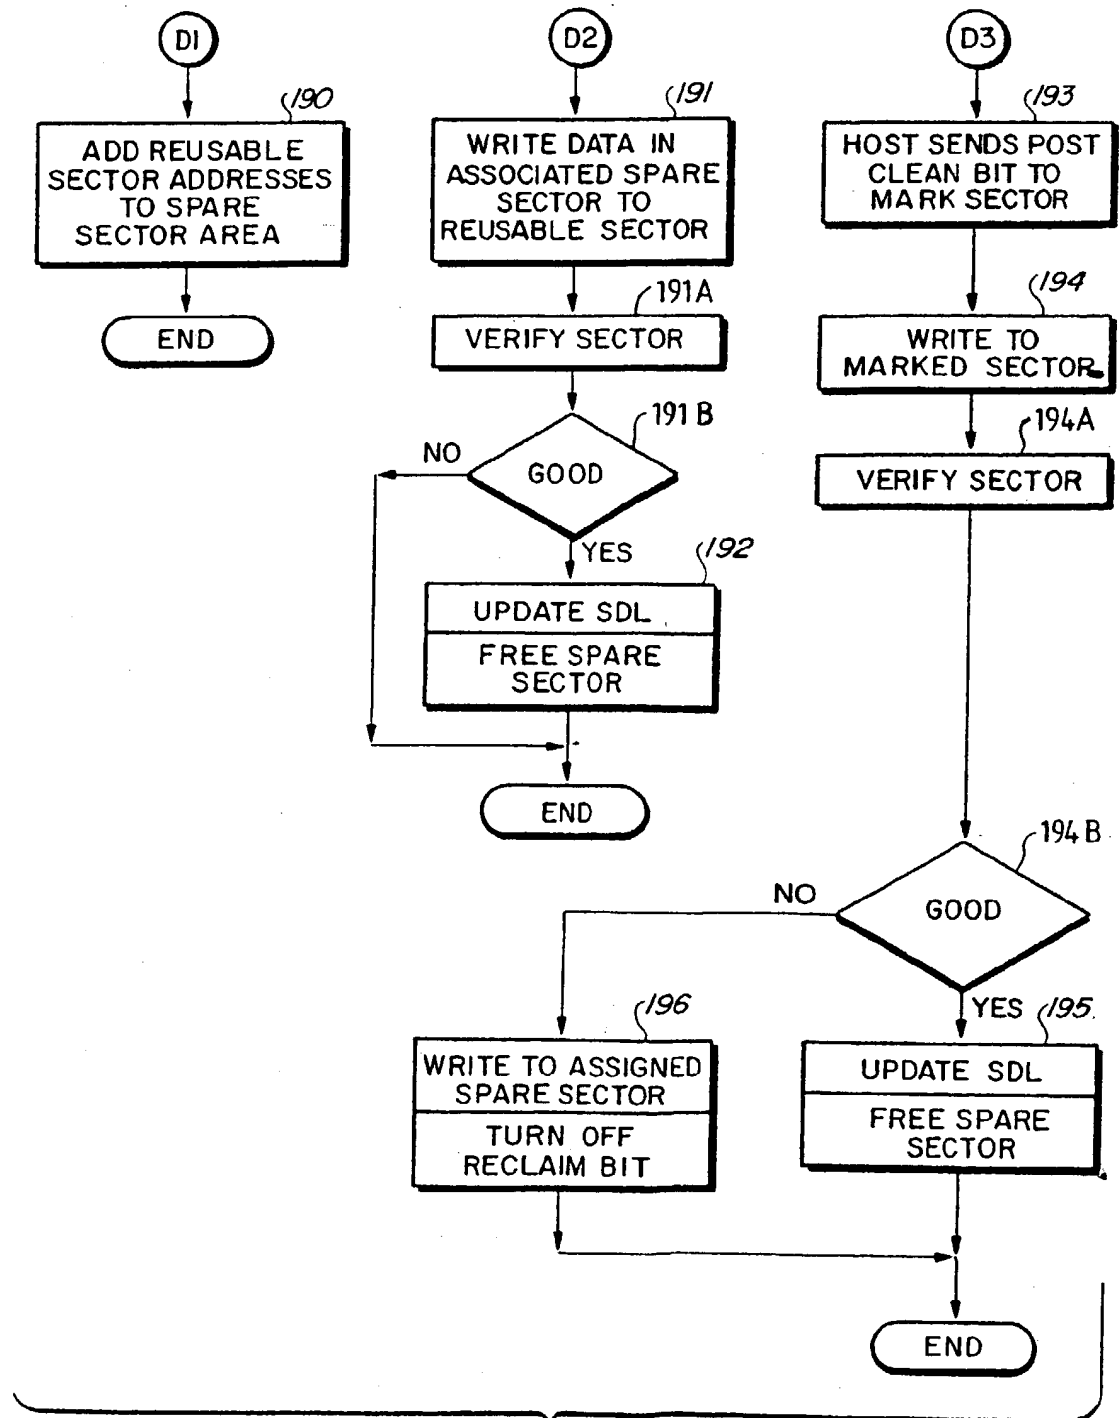 D1
190
ADD REUSABLE
SECTOR ADDRESSES
TO SPARE
SECTOR AREA
END
D2
191
WRITE DATA IN
ASSOCIATED SPARE
SECTOR TO
REUSABLE SECTOR
191A
VERIFY SECTOR
191B
GOOD
NO
YES
192
UPDATE SDL
FREE SPARE
SECTOR
END
D3
193
HOST SENDS POST
CLEAN BIT TO
MARK SECTOR
194
WRITE TO
MARKED SECTOR
194A
VERIFY SECTOR
194B
GOOD
NO
YES
196
WRITE TO ASSIGNED
SPARE SECTOR
TURN OFF
RECLAIM BIT
195
UPDATE SDL
FREE SPARE
SECTOR
END